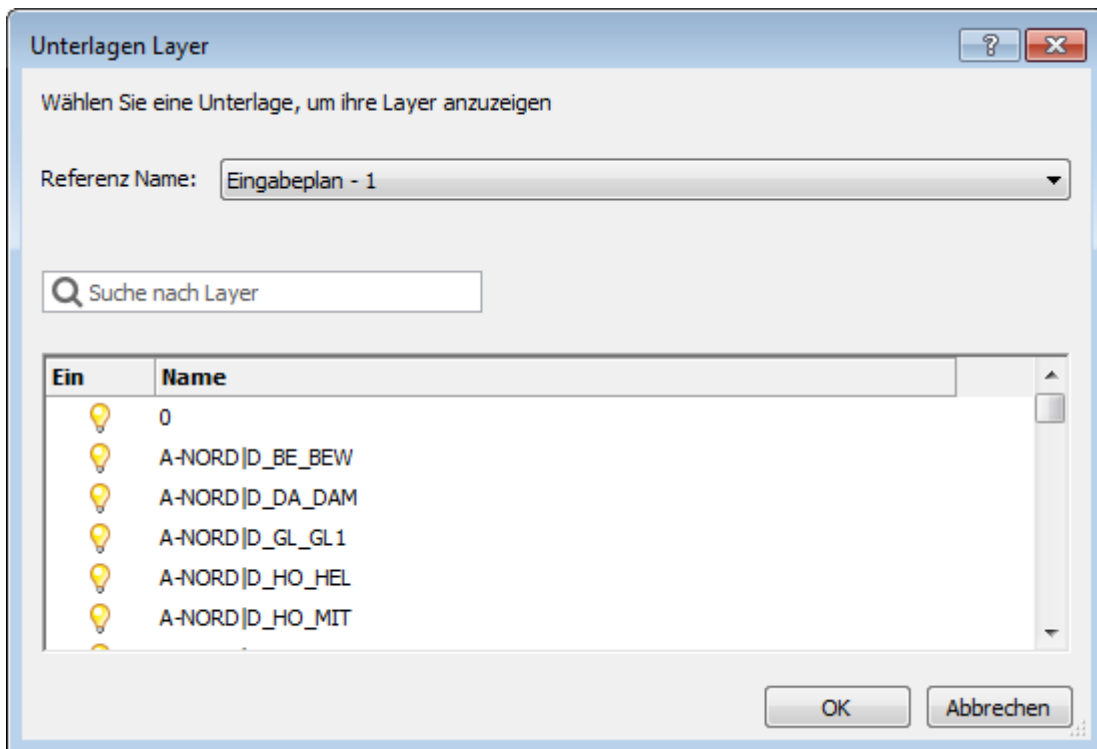 Unterlagen Layer
Wählen Sie eine Unterlage, um ihre Layer anzuzeigen
Referenz Name: Eingabeplan - 1
Suche nach Layer
Ein Name
0
A-NORD|D_BE_BEW
A-NORD|D_DA_DAM
A-NORD|D_GL_GL1
A-NORD|D_HO_HEL
A-NORD|D_HO_MIT
OK Abbrechen